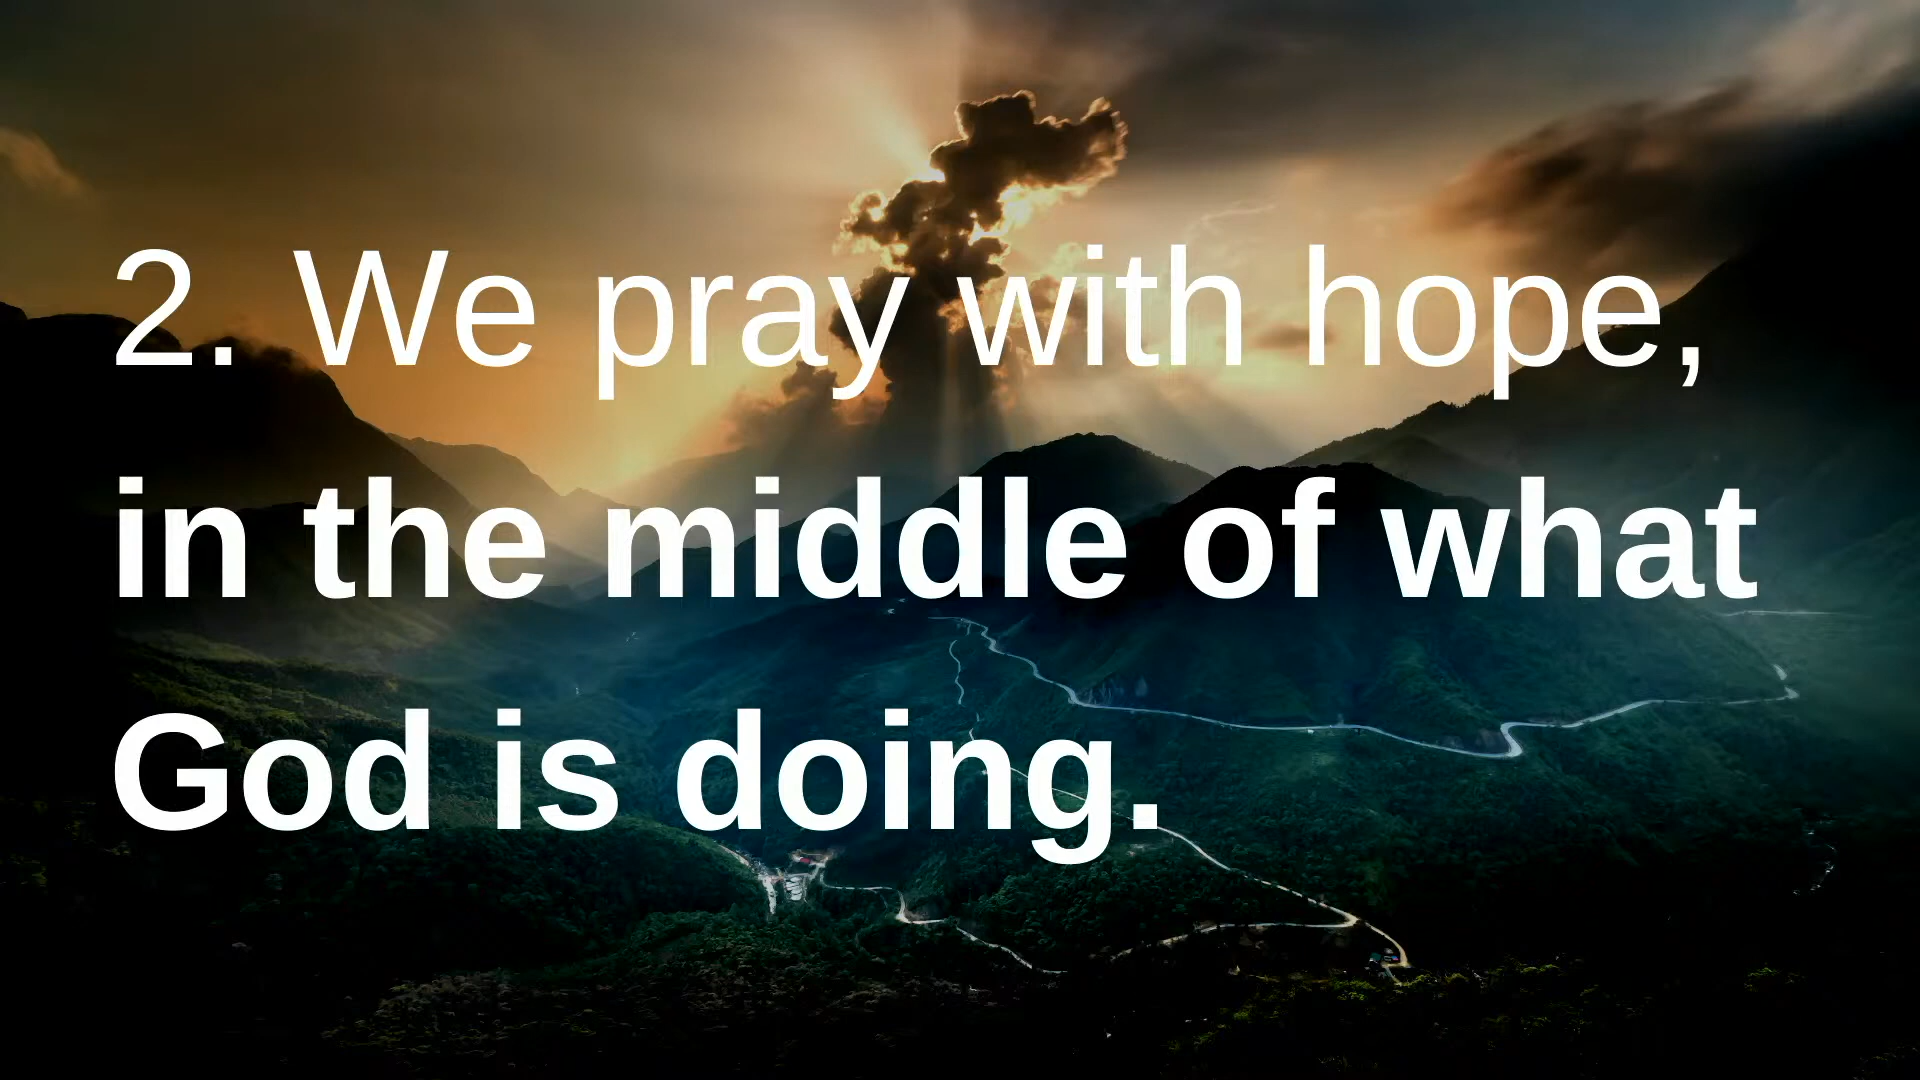 2. We pray with hope,
in the middle of what
God is doing.